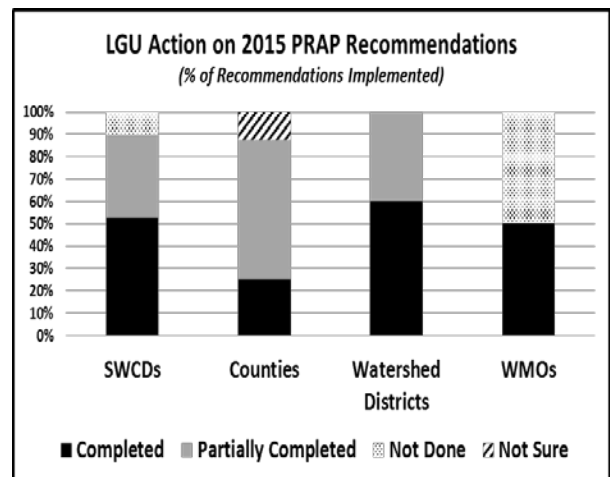 LGU Action on 2015 PRAP Recommendations
(% of Recommendations Implemented)
100%
90%
80%
70%
60%
50%
40%
30%
20%
10%
0%
SWCDs
Counties
Watershed Districts
WMOs
Completed
Partially Completed
Not Done
Not Sure